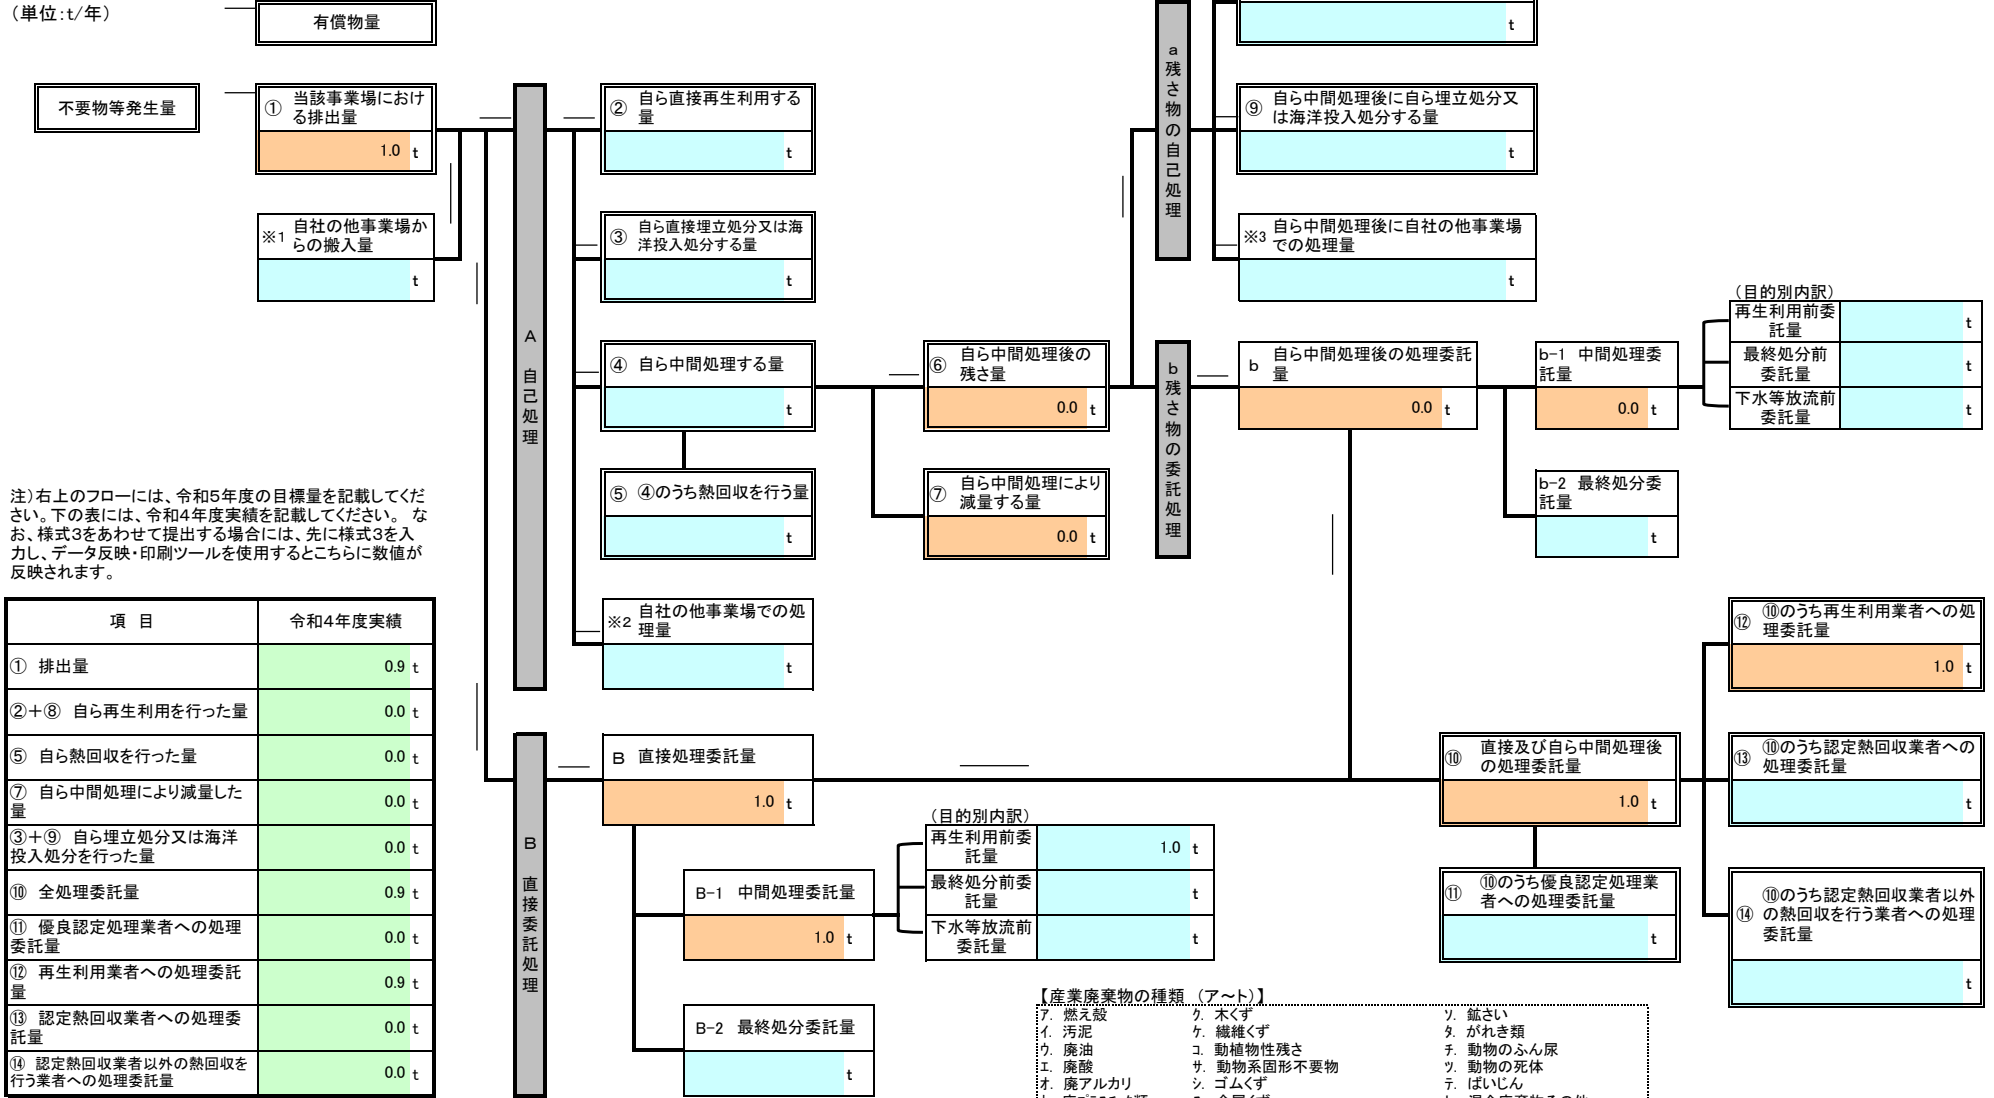 (単位:t/年)
有償物量
t
不要物等発生量
① 当該事業場におけ
る排出量
1.0 t
※1 自社の他事業場か
らの搬入量
t
A 自己処理
② 自ら直接再生利用する
量
t
③ 自ら直接埋立処分又は海
洋投入処分する量
t
④ 自ら中間処理する量
t
⑤ ④のうち熱回収を行う量
t
※2 自社の他事業場での処
理量
t
⑥ 自ら中間処理後の
残さ量
0.0 t
⑦ 自ら中間処理により
減量する量
0.0 t
a 残さ物の自己処理
⑨ 自ら中間処理後に自ら埋立処分又
は海洋投入処分する量
t
※3 自ら中間処理後に自社の他事業場
での処理量
t
b 残さ物の委託処理
b 自ら中間処理後の処理委託
量
0.0 t
b-1 中間処理委
託量
0.0 t
(目的別内訳)
再生利用前委
託量
t
最終処分前
委託量
t
下水等放流前
委託量
t
b-2 最終処分委
託量
t
注)右上のフローには、令和5年度の目標量を記載してくだ
さい。下の表には、令和4年度実績を記載してください。 な
お、様式3をあわせて提出する場合には、先に様式3を入
力し、データ反映・印刷ツールを使用するとこちらに数値が
反映されます。
項 目 令和4年度実績
① 排出量 0.9 t
②+⑧ 自ら再生利用を行った量 0.0 t
⑤ 自ら熱回収を行った量 0.0 t
⑦ 自ら中間処理により減量した
量 0.0 t
③+⑨ 自ら埋立処分又は海洋
投入処分を行った量 0.0 t
⑩ 全処理委託量 0.9 t
⑪ 優良認定処理業者への処理
委託量 0.0 t
⑫ 再生利用業者への処理委託
量 0.9 t
⑬ 認定熱回収業者への処理委
託量 0.0 t
⑭ 認定熱回収業者以外の熱回収を
行う業者への処理委託量 0.0 t
B 直接委託処理
B 直接処理委託量
1.0 t
B-1 中間処理委託量
1.0 t
(目的別内訳)
再生利用前委
託量
1.0 t
最終処分前委
託量
t
下水等放流前
委託量
t
B-2 最終処分委託量
t
⑩ 直接及び自ら中間処理後
の処理委託量
1.0 t
⑪ ⑩のうち優良認定処理業
者への処理委託量
t
⑫ ⑩のうち再生利用業者への処
理委託量
1.0 t
⑬ ⑩のうち認定熱回収業者への
処理委託量
t
⑭ ⑩のうち認定熱回収業者以外
の熱回収を行う業者への処理
委託量
t
【産業廃棄物の種類 (ア～ト)】
ア. 燃え殻 ク. 木くず ソ. 鉱さい
イ. 汚泥 ケ. 繊維くず タ. がれき類
ウ. 廃油 コ. 動植物性残さ チ. 動物のふん尿
エ. 廃酸 サ. 動物系固形不要物 ツ. 動物の死体
オ. 廃アルカリ シ. ゴムくず テ. ばいじん